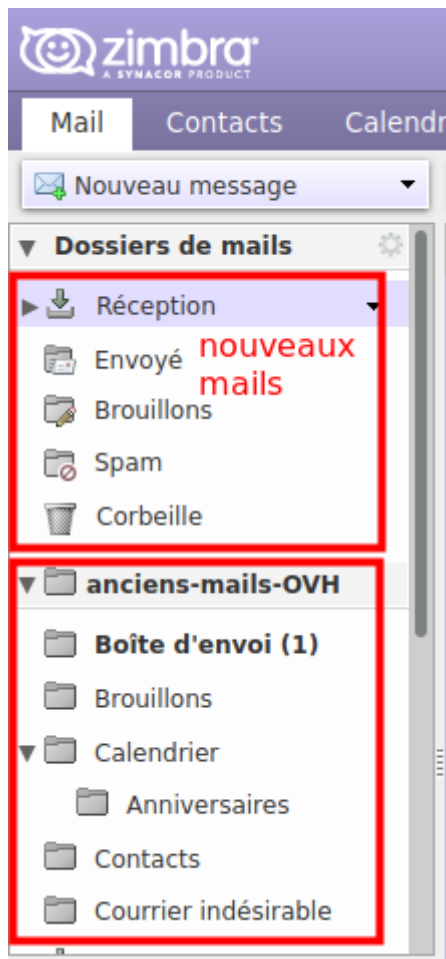 zimbra
A SYNACOR PRODUCT
Mail Contacts Calendr
Nouveau message
Dossiers de mails
Réception
Envoyé
nouveaux
mails
Brouillons
Spam
Corbeille
anciens-mails-OVH
Boîte d'envoi (1)
Brouillons
Calendrier
Anniversaires
Contacts
Courrier indésirable